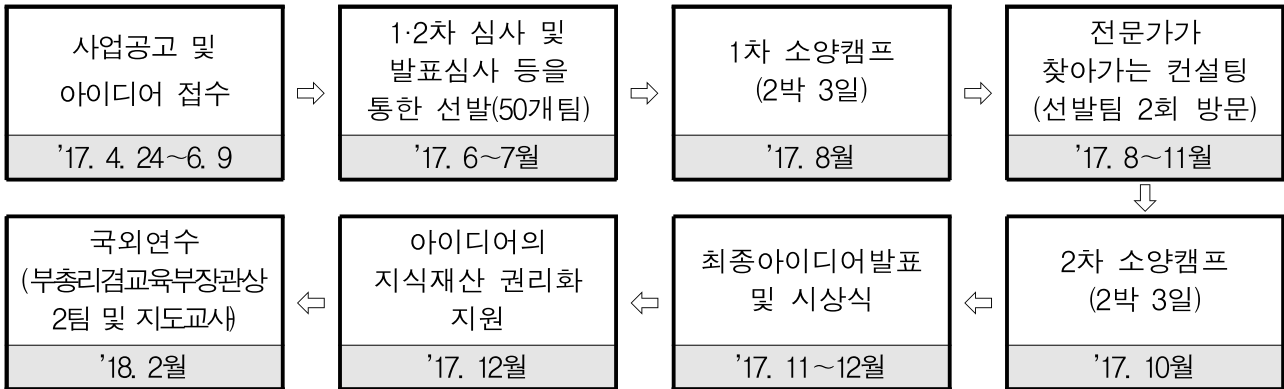 사업공고 및
아이디어 접수
'17. 4. 24~6. 9
⇨
1·2차 심사 및
발표심사 등을
통한 선발(50개팀)
'17. 6~7월
⇨
1차 소양캠프
(2박 3일)
'17. 8월
⇨
전문가가
찾아가는 컨설팅
(선발팀 2회 방문)
'17. 8~11월
⇩
2차 소양캠프
(2박 3일)
'17. 10월
⇦
최종아이디어발표
및 시상식
'17. 11~12월
⇦
아이디어의
지식재산 권리화
지원
'17. 12월
⇦
국외연수
(부총리겸교육부장관상
2팀 및 지도교사)
'18. 2월